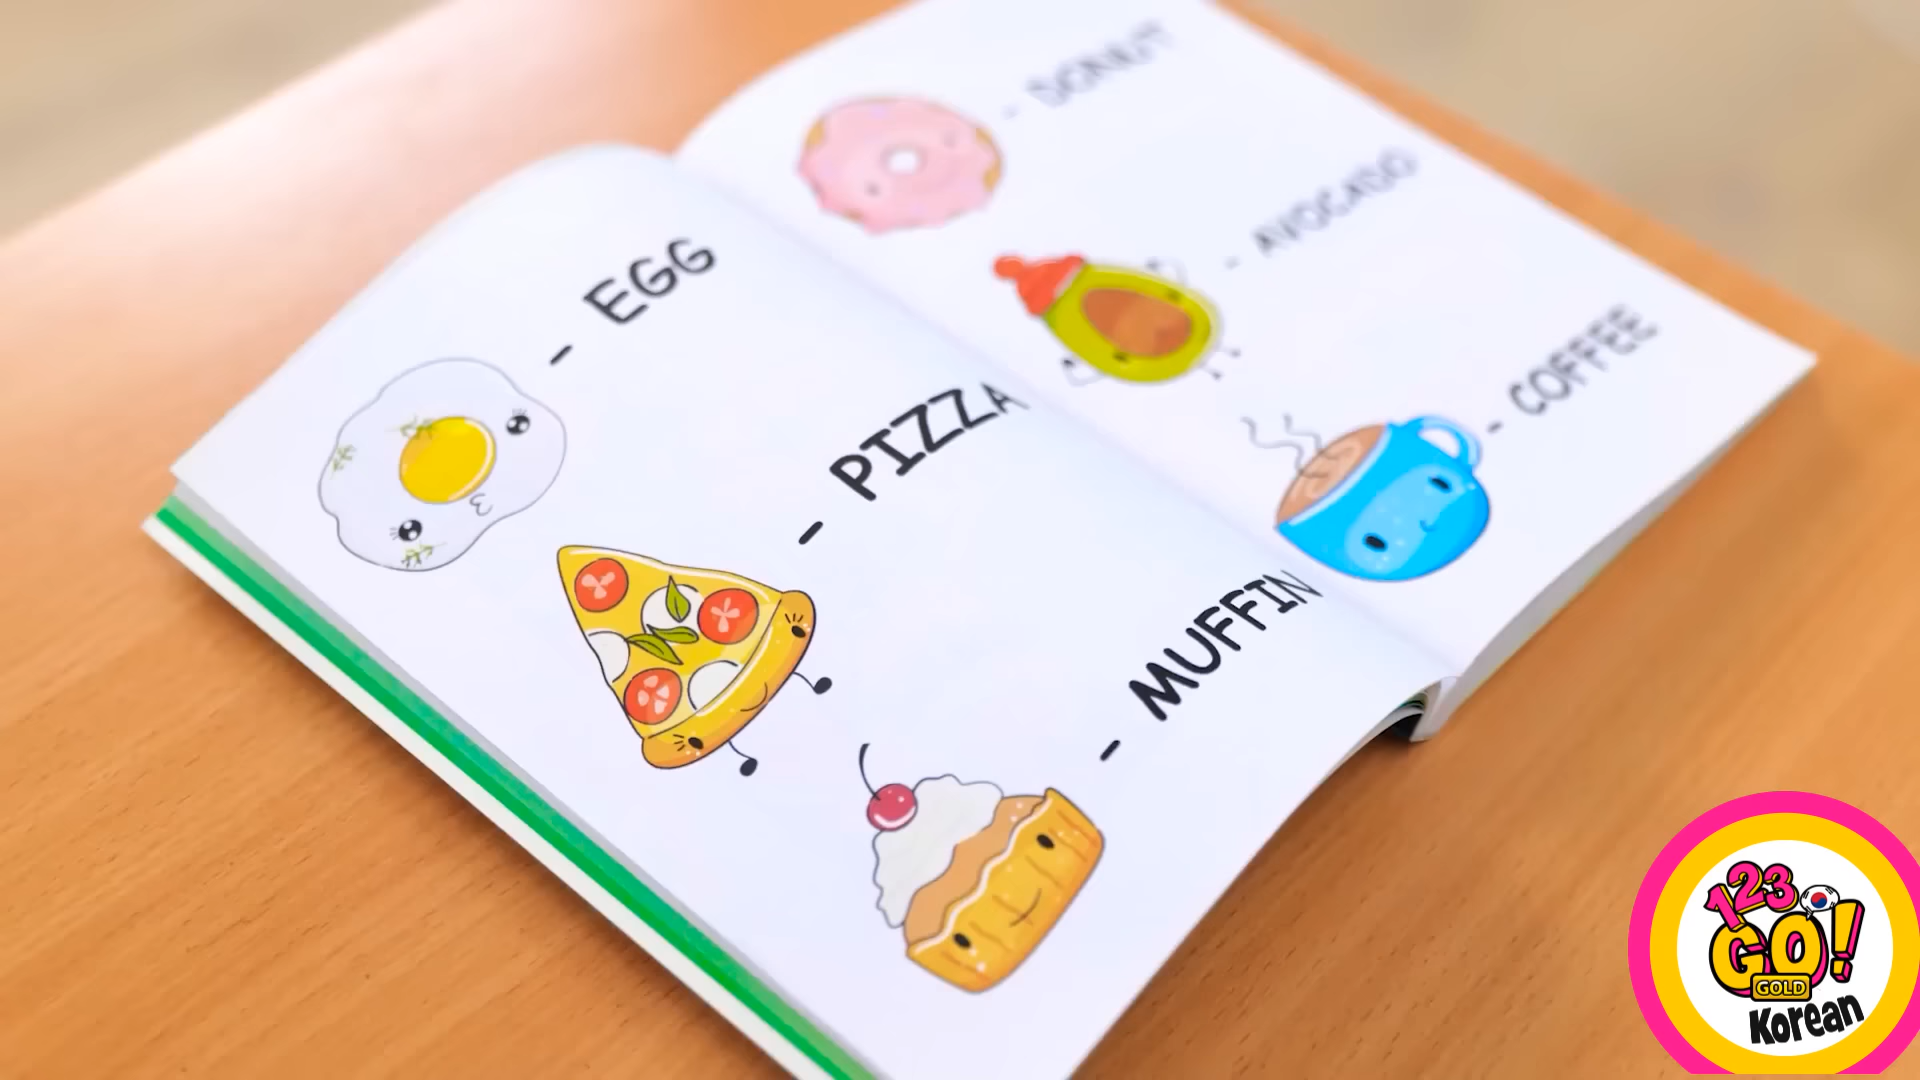 - EGG
- PIZZA
- MUFFIN
- DONUT
- AVOCADO
- COFFEE
123
GO!
GOLD
Korean